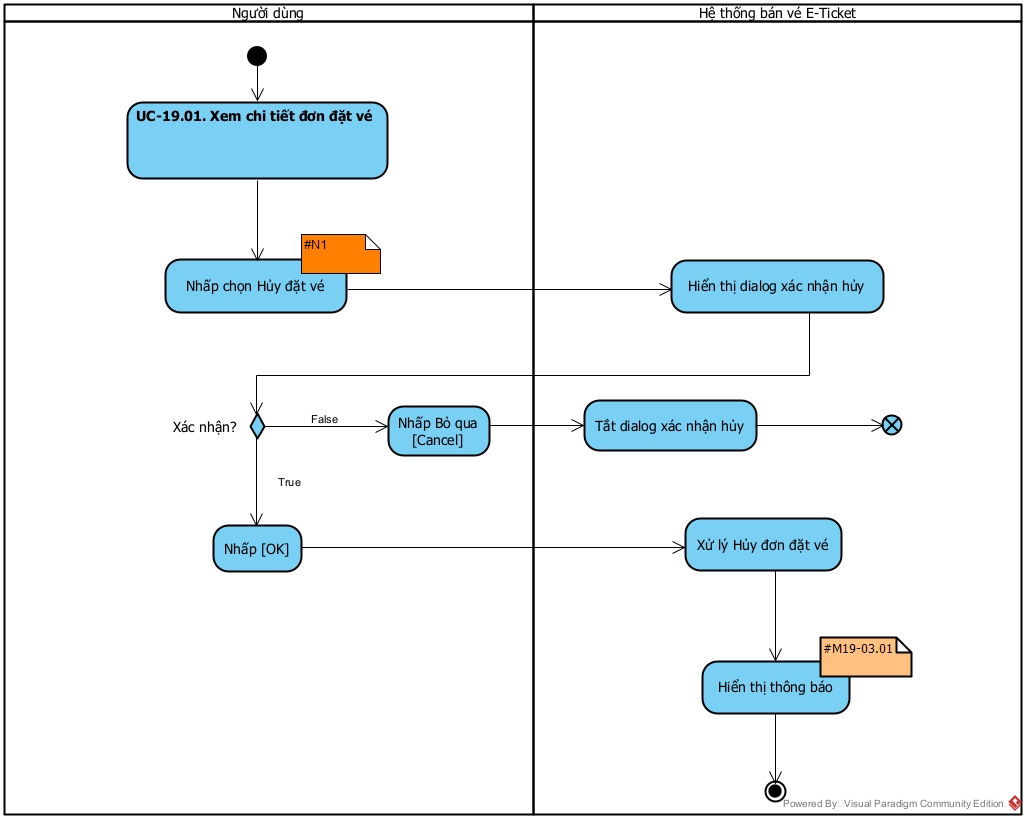 Người dùng
Hệ thống bán vé E-Ticket
UC-19.01. Xem chi tiết đơn đặt vé
#N1
Nhấp chọn Hủy đặt vé
Hiển thị dialog xác nhận hủy
Xác nhận?
False
Nhấp Bỏ qua
[Cancel]
Tắt dialog xác nhận hủy
True
Nhấp [OK]
Xử lý Hủy đơn đặt vé
#M19-03.01
Hiển thị thông báo
Powered By Visual Paradigm Community Edition